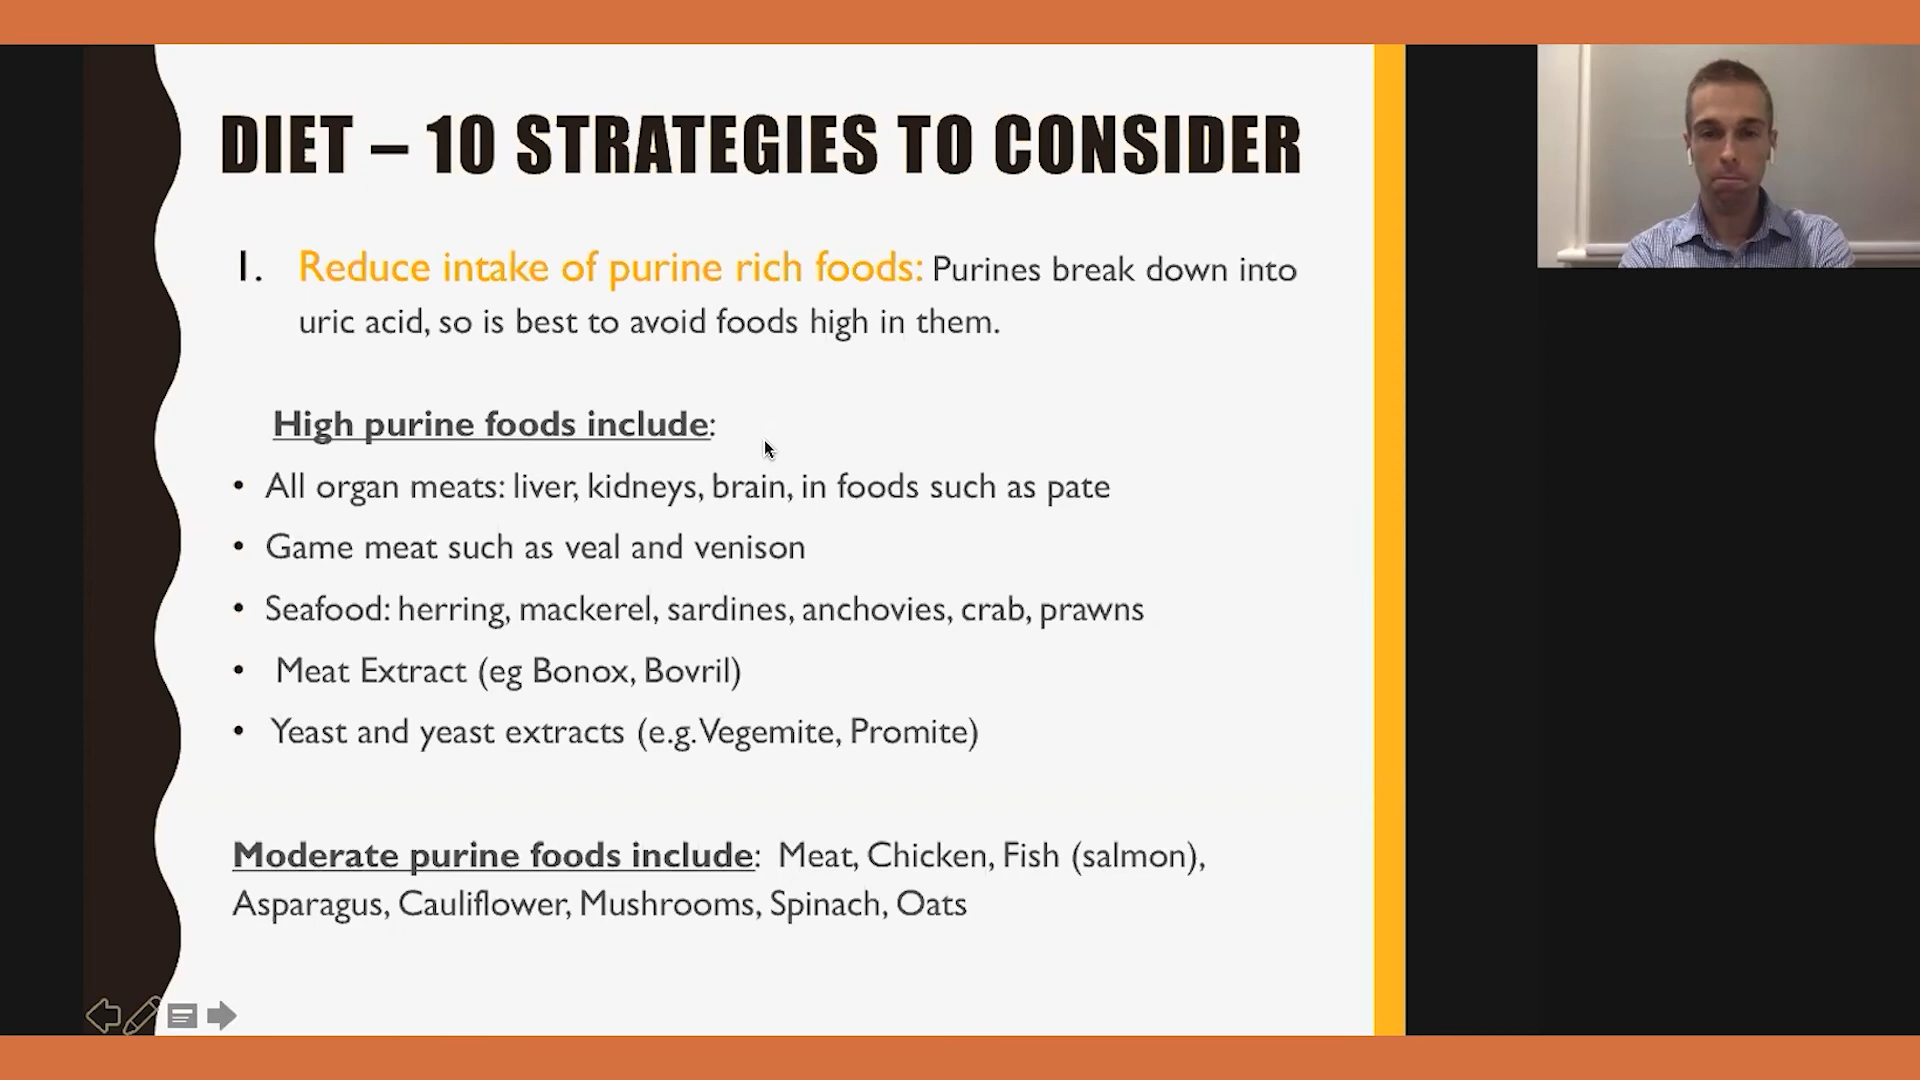 DIET – 10 STRATEGIES TO CONSIDER
1. Reduce intake of purine rich foods: Purines break down into
uric acid, so is best to avoid foods high in them.
High purine foods include:
• All organ meats: liver, kidneys, brain, in foods such as pate
• Game meat such as veal and venison
• Seafood: herring, mackerel, sardines, anchovies, crab, prawns
• Meat Extract (eg Bonox, Bovril)
• Yeast and yeast extracts (e.g. Vegemite, Promite)
Moderate purine foods include: Meat, Chicken, Fish (salmon),
Asparagus, Cauliflower, Mushrooms, Spinach, Oats